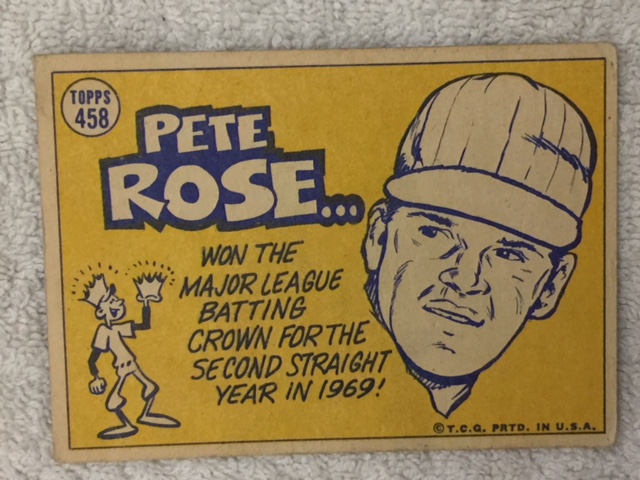 TOPPS
458
PETE
ROSE...
WON THE
MAJOR LEAGUE
BATTING
CROWN FOR THE
SECOND STRAIGHT
YEAR IN 1969!
© T.C.G. PRTD. IN U.S.A.